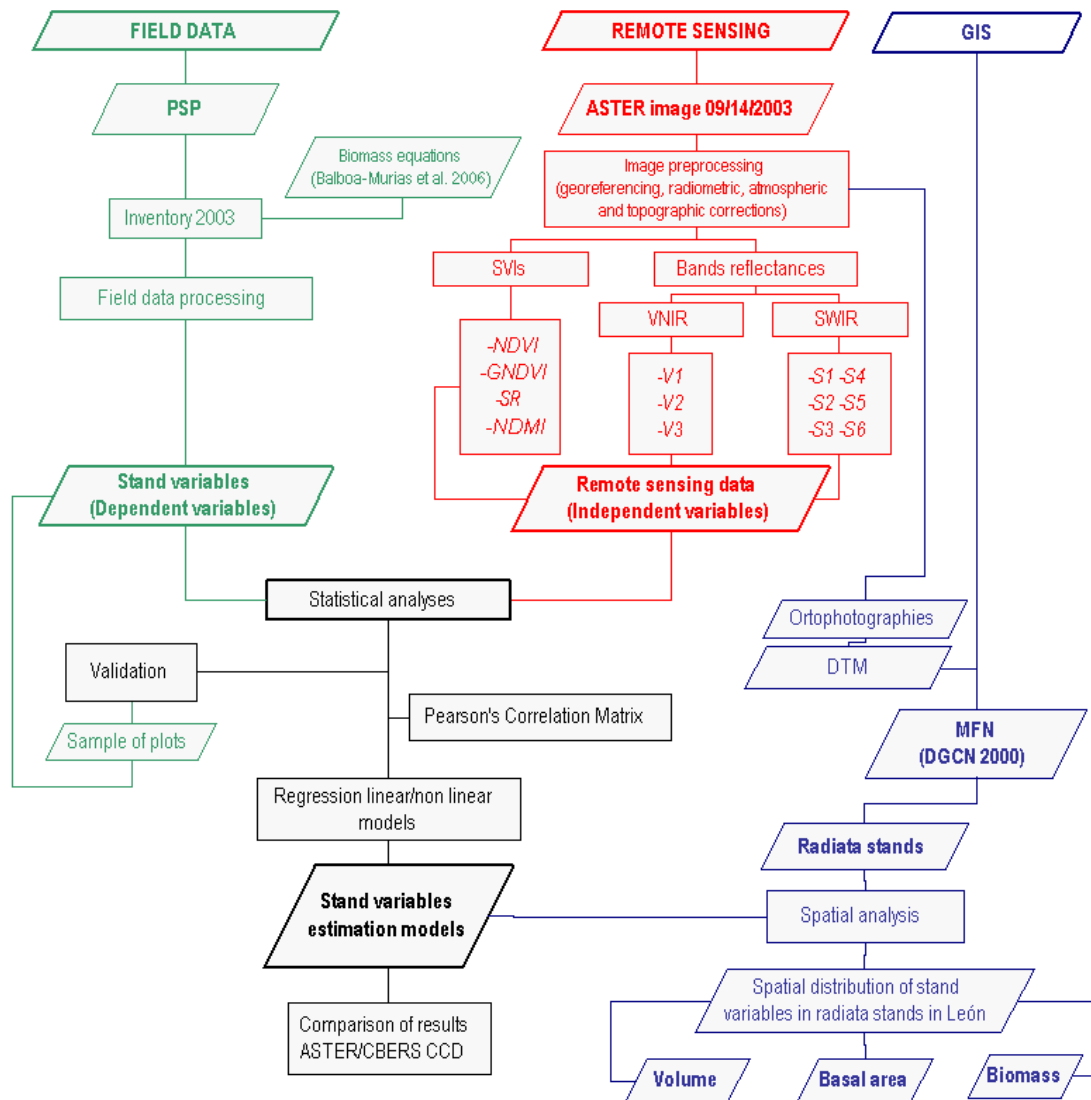 FIELD DATA
REMOTE SENSING
GIS
PSP
ASTER image 09/14/2003
Biomass equations
(Balboa-Murias et al. 2006)
Image preprocessing
(georeferencing, radiometric, atmospheric
and topographic corrections)
Inventory 2003
SVIs
Bands reflectances
Field data processing
VNIR
SWIR
-NDVI
-GNDVI
-SR
-NDMI
-V1
-V2
-V3
-S1 -S4
-S2 -S5
-S3 -S6
Stand variables
(Dependent variables)
Remote sensing data
(Independent variables)
Statistical analyses
Ortophotographies
DTM
Validation
Pearson's Correlation Matrix
Sample of plots
MFN
(DGCN 2000)
Regression linear/non linear
models
Radiata stands
Stand variables
estimation models
Spatial analysis
Spatial distribution of stand
variables in radiata stands in León
Comparison of results
ASTER/CBERS CCD
Volume
Basal area
Biomass